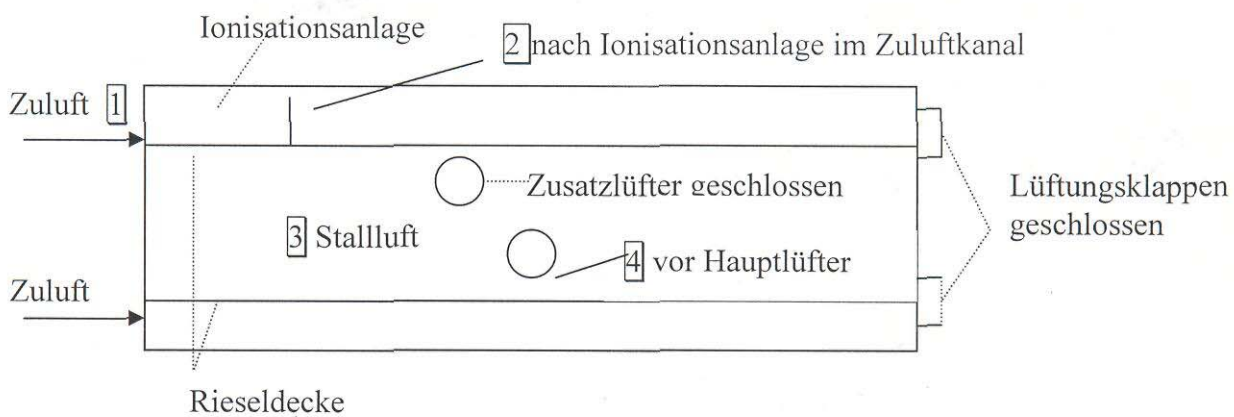 Ionisationsanlage
2 nach Ionisationsanlage im Zuluftkanal
Zuluft 1
Zusatzlüfter geschlossen
Lüftungsklappen
geschlossen
3 Stallluft
4 vor Hauptlüfter
Zuluft
Rieseldecke